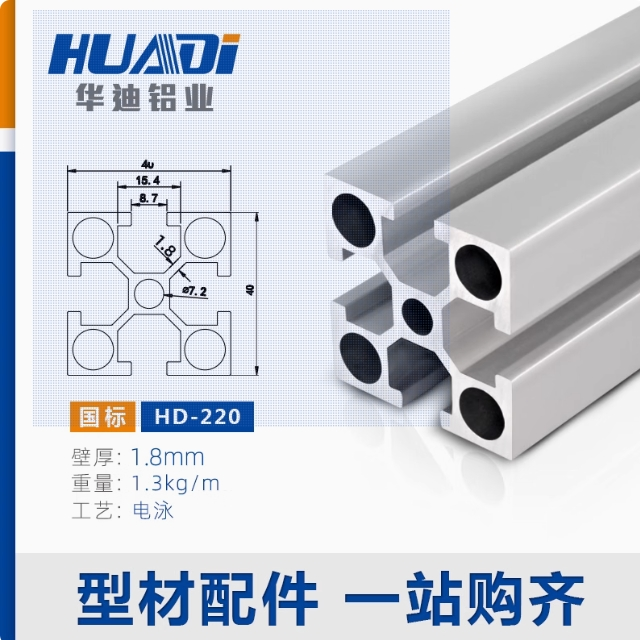 HUADi
华迪铝业
40
15.4
8.7
1.8
40
ø7.2
国标 HD-220
壁厚: 1.8mm
重量: 1.3kg/m
工艺: 电泳
型材配件 一站购齐